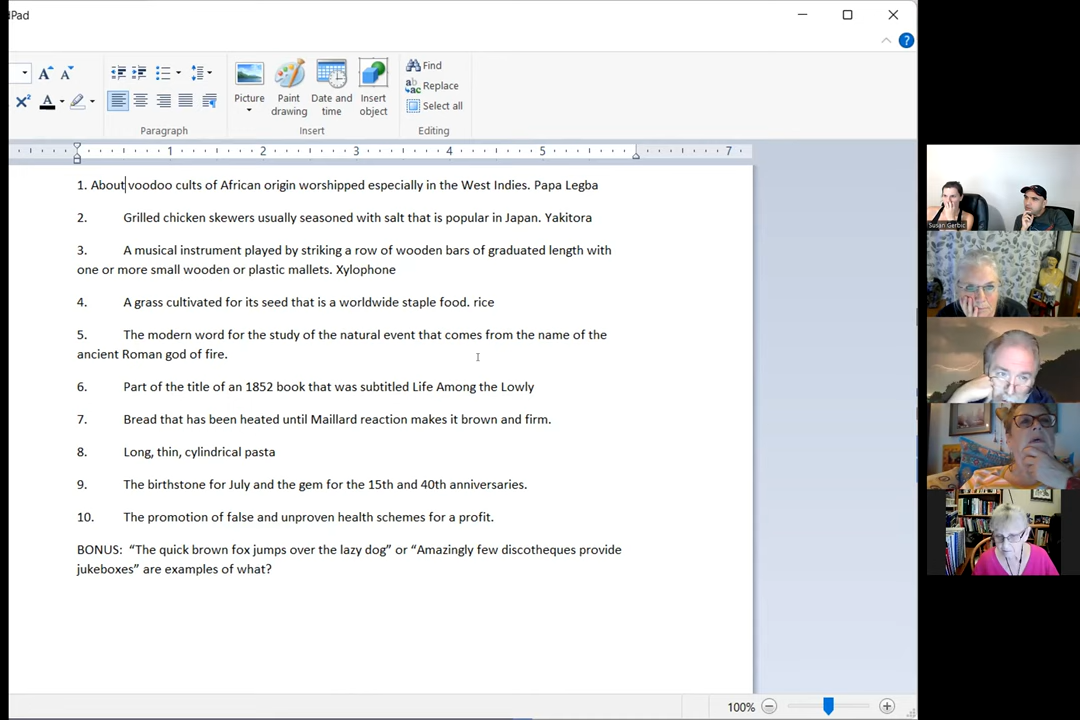 dPad
Find
Replace
Select all
Picture
Paint drawing
Date and time
Insert object
Paragraph
Insert
Editing
1 2 3 4 5 7
1. About voodoo cults of African origin worshipped especially in the West Indies. Papa Legba
2. Grilled chicken skewers usually seasoned with salt that is popular in Japan. Yakitora
3. A musical instrument played by striking a row of wooden bars of graduated length with
one or more small wooden or plastic mallets. Xylophone
4. A grass cultivated for its seed that is a worldwide staple food. rice
5. The modern word for the study of the natural event that comes from the name of the
ancient Roman god of fire.
6. Part of the title of an 1852 book that was subtitled Life Among the Lowly
7. Bread that has been heated until Maillard reaction makes it brown and firm.
8. Long, thin, cylindrical pasta
9. The birthstone for July and the gem for the 15th and 40th anniversaries.
10. The promotion of false and unproven health schemes for a profit.
BONUS: “The quick brown fox jumps over the lazy dog” or “Amazingly few discotheques provide
jukeboxes” are examples of what?
Susan Gerbic
100%